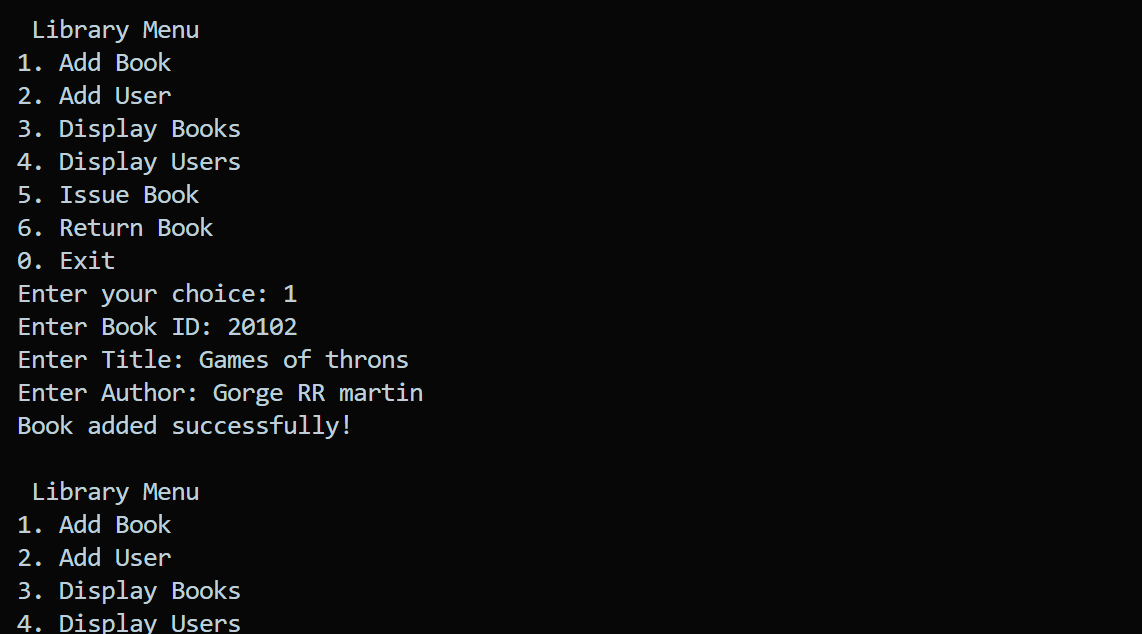 Library Menu
1. Add Book
2. Add User
3. Display Books
4. Display Users
5. Issue Book
6. Return Book
0. Exit
Enter your choice: 1
Enter Book ID: 20102
Enter Title: Games of throns
Enter Author: Gorge RR martin
Book added successfully!
Library Menu
1. Add Book
2. Add User
3. Display Books
4. Display Users